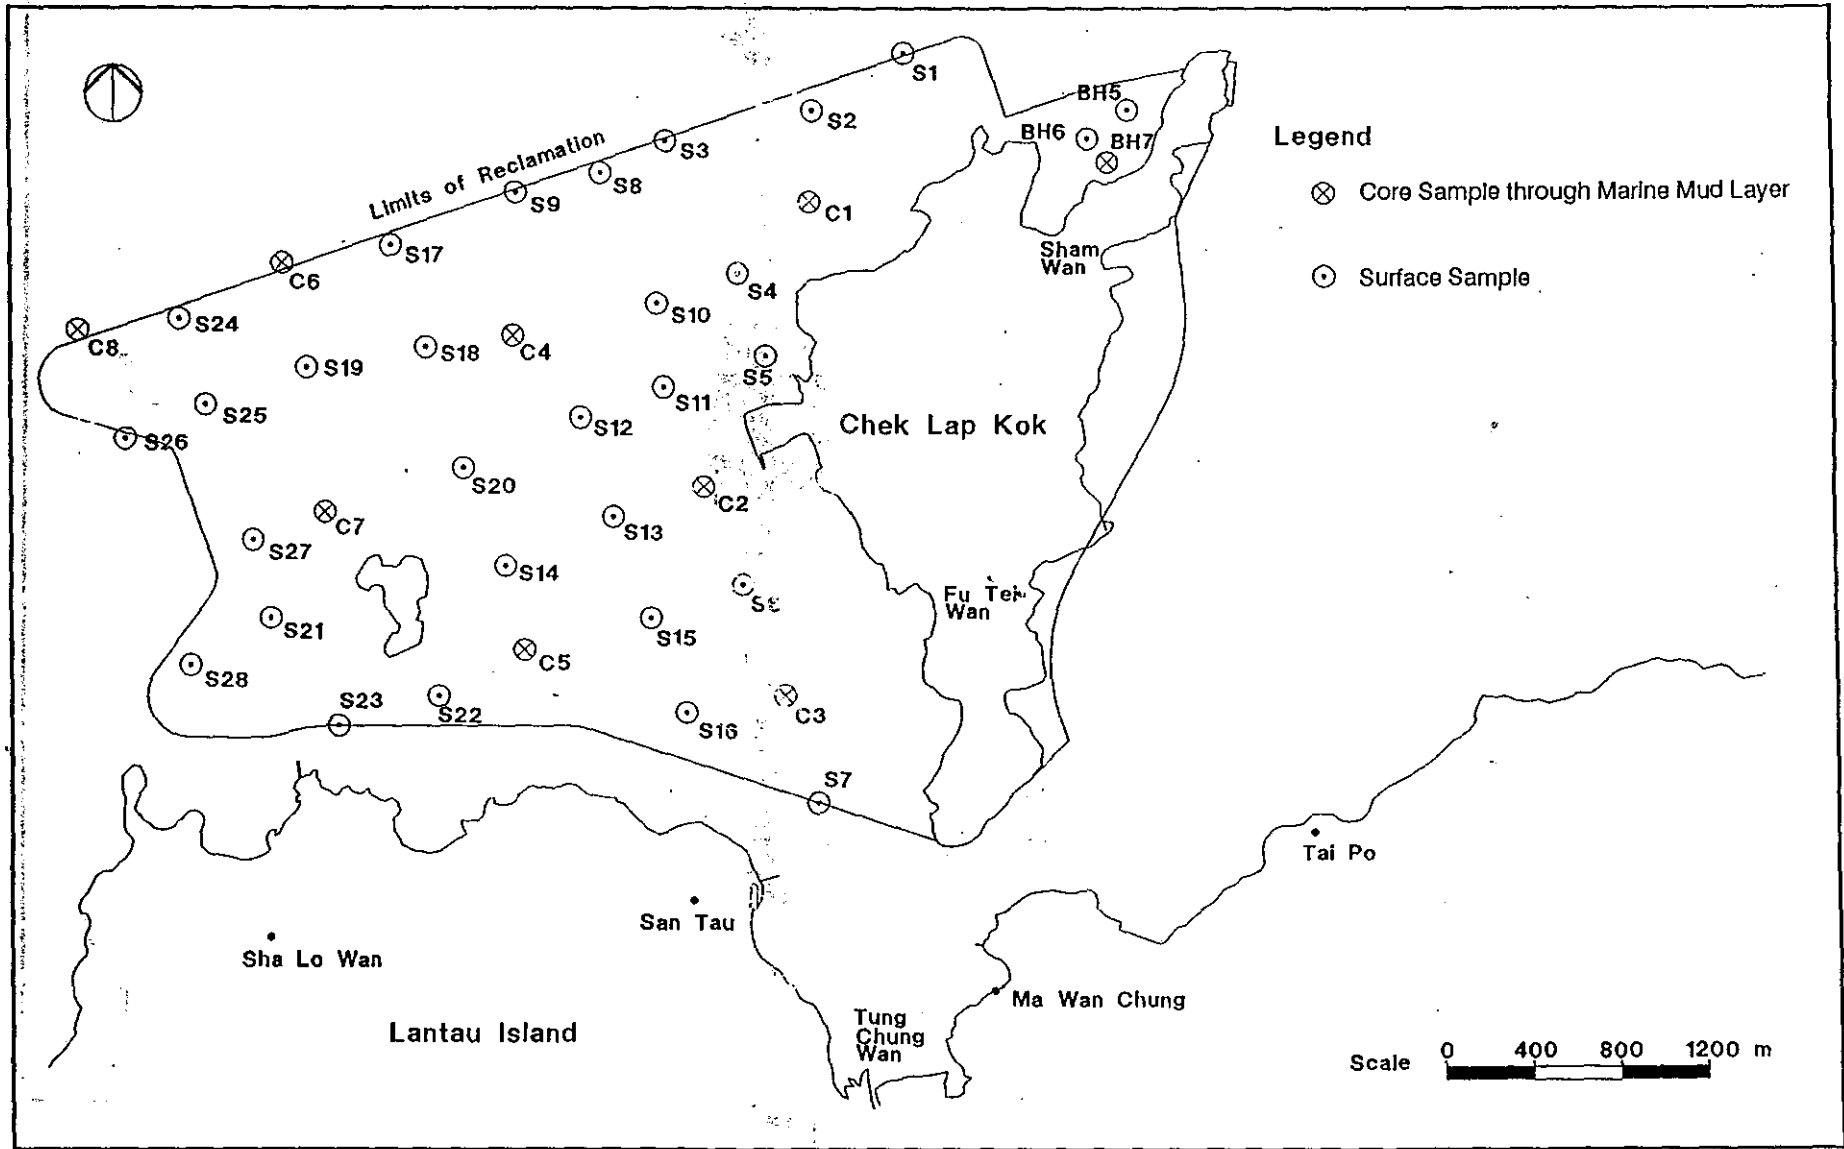 S1
BH5
S2
BH6
BH7
Legend
S3
Limits of Reclamation
S8
Core Sample through Marine Mud Layer
S9
C1
S17
Sham
Wan
C6
Surface Sample
S4
S10
S24
C8
C4
S18
S19
S5
S11
S25
S12
Chek Lap Kok
S26
S20
C2
C7
S13
S27
S14
Fu Tei
Wan
S15
S21
C5
S28
S23
S22
C3
S16
S7
Tai Po
San Tau
Sha Lo Wan
Ma Wan Chung
Tung
Chung
Wan
Lantau Island
Scale
0 400 800 1200 m